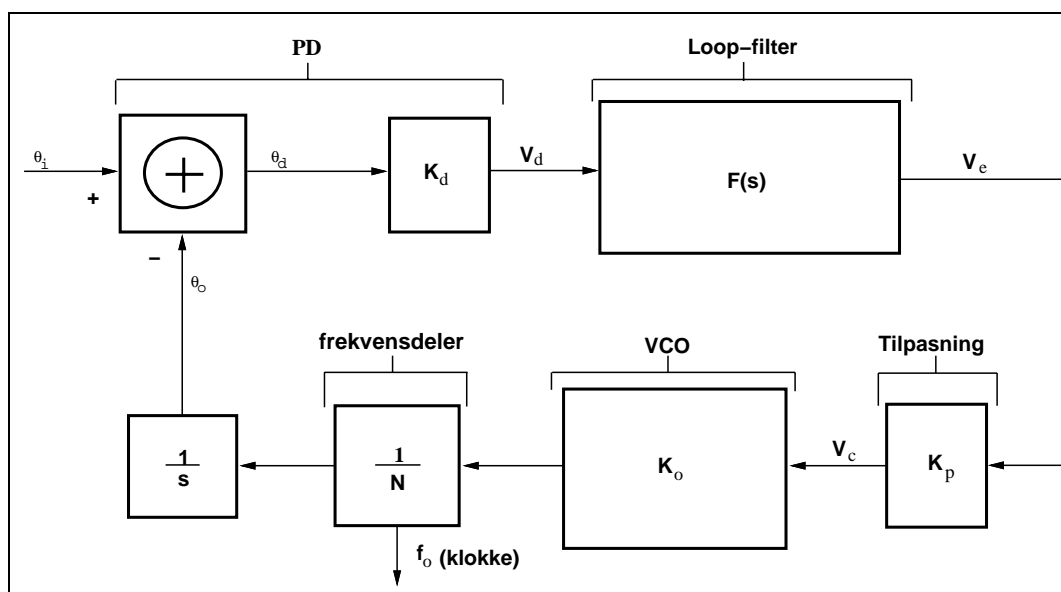 PD
Loop–filter
θi
+
θd
Kd
Vd
F(s)
Ve
–
θo
frekvensdeler
VCO
Tilpasning
1
s
1
N
Ko
Vc
Kp
fo (klokke)